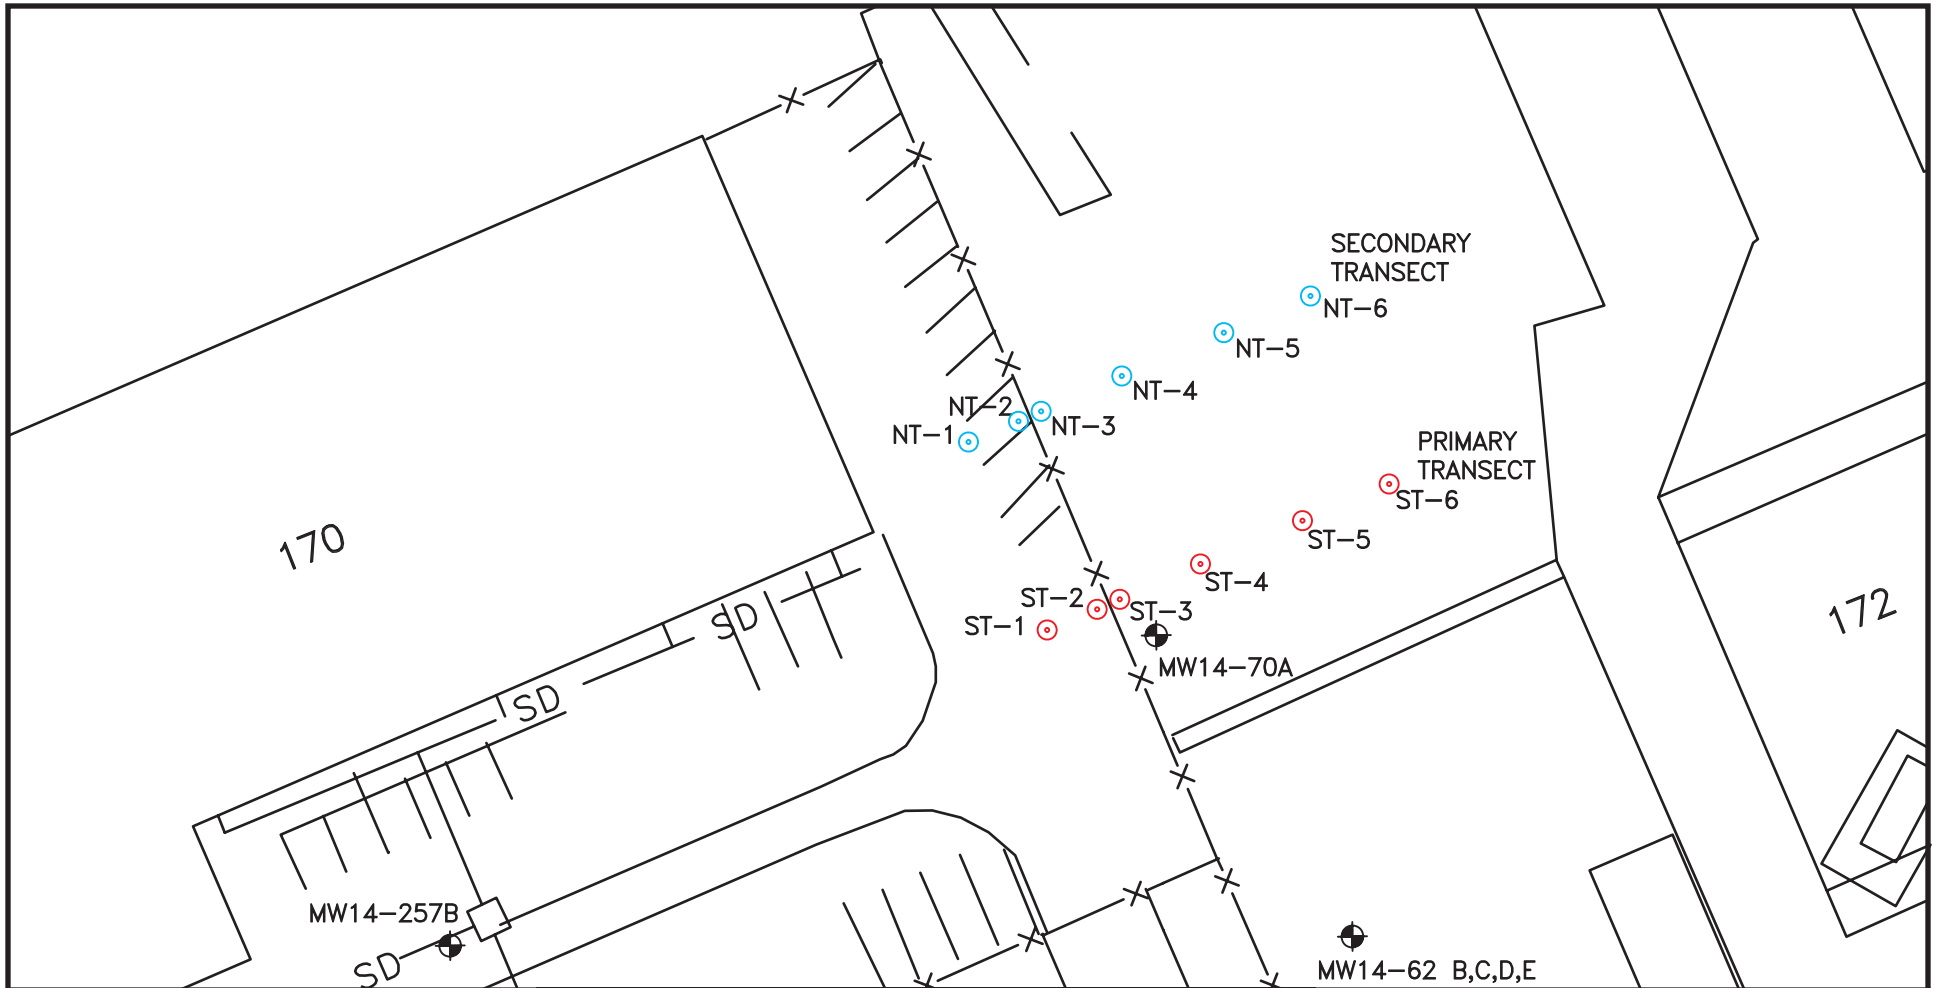 SECONDARY
TRANSECT
NT-6
NT-5
NT-4
NT-2
NT-3
NT-1
PRIMARY
TRANSECT
ST-6
ST-5
170
ST-4
ST-2
ST-3
172
SD
ST-1
MW14-70A
SD
MW14-257B
SD
MW14-62 B,C,D,E